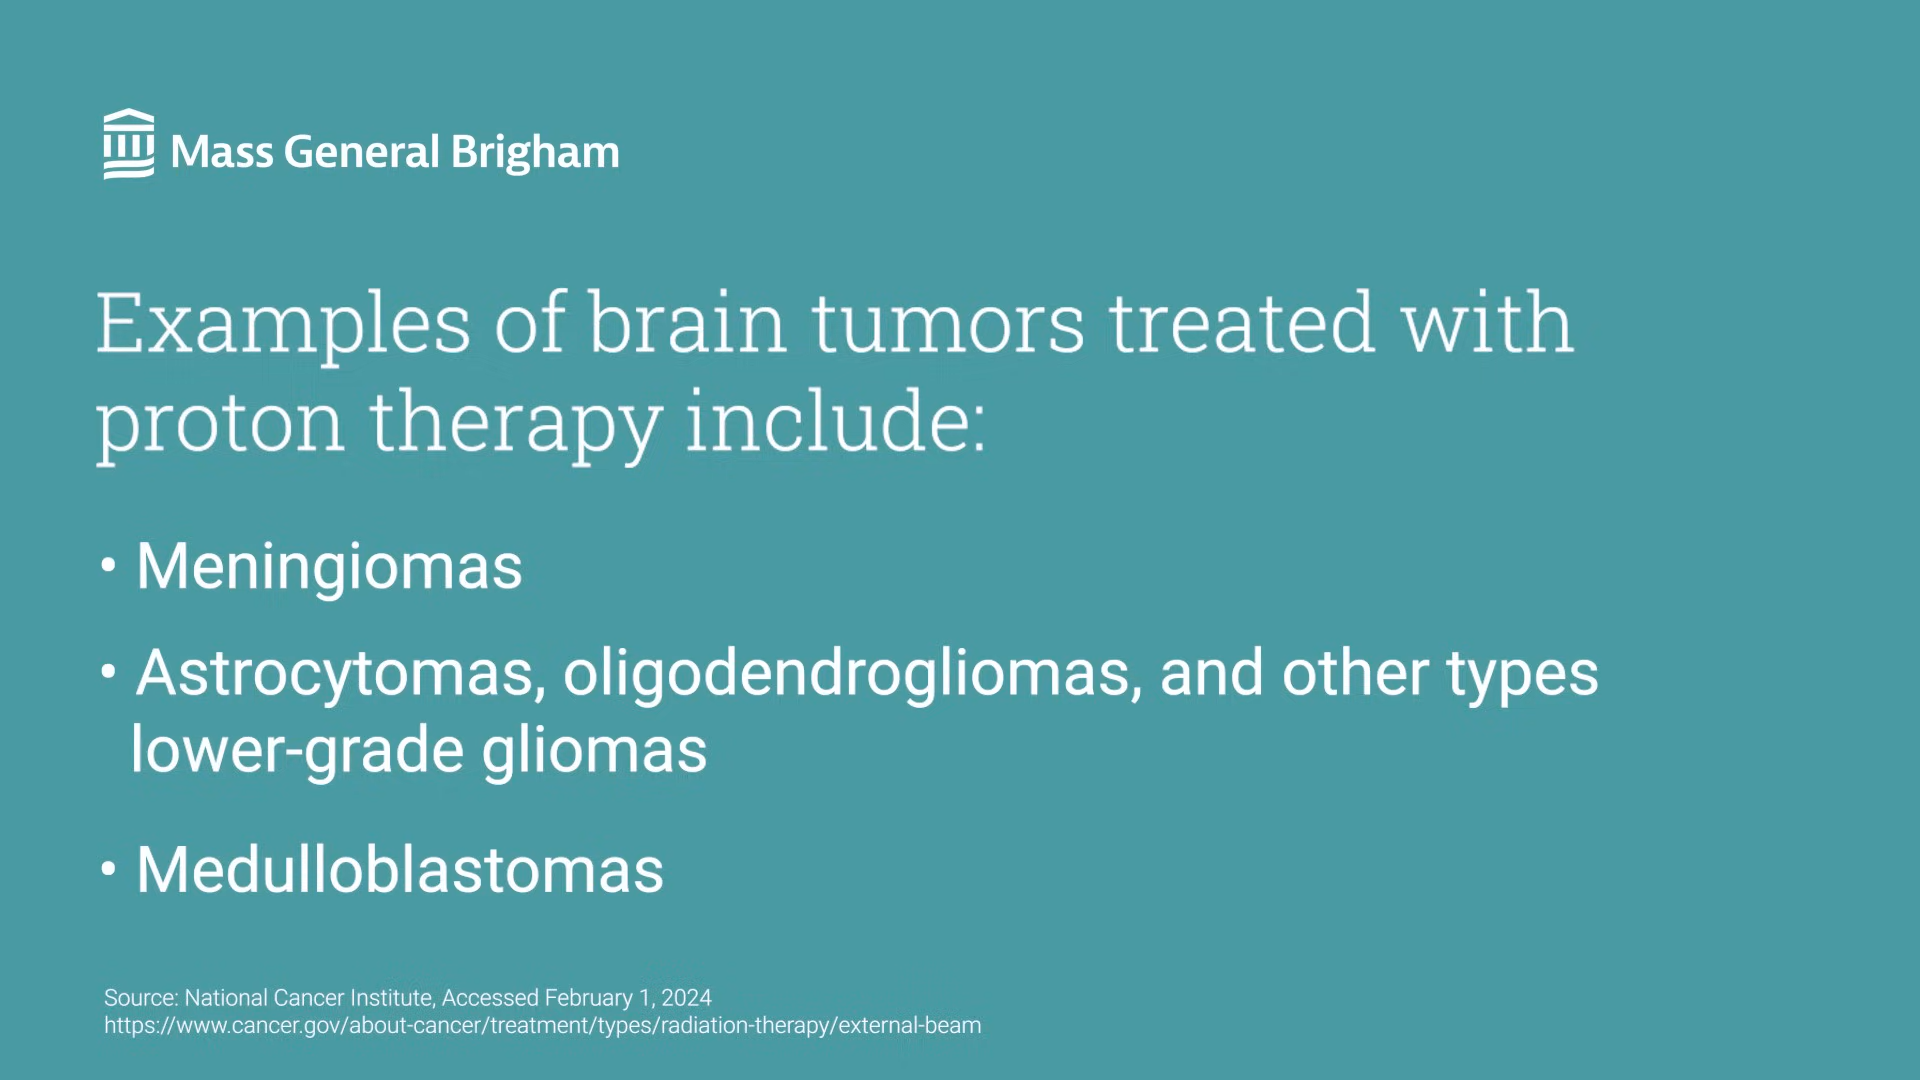 Mass General Brigham
Examples of brain tumors treated with
proton therapy include:
• Meningiomas
• Astrocytomas, oligodendrogliomas, and other types
lower-grade gliomas
• Medulloblastomas
Source: National Cancer Institute, Accessed February 1, 2024
https://www.cancer.gov/about-cancer/treatment/types/radiation-therapy/external-beam